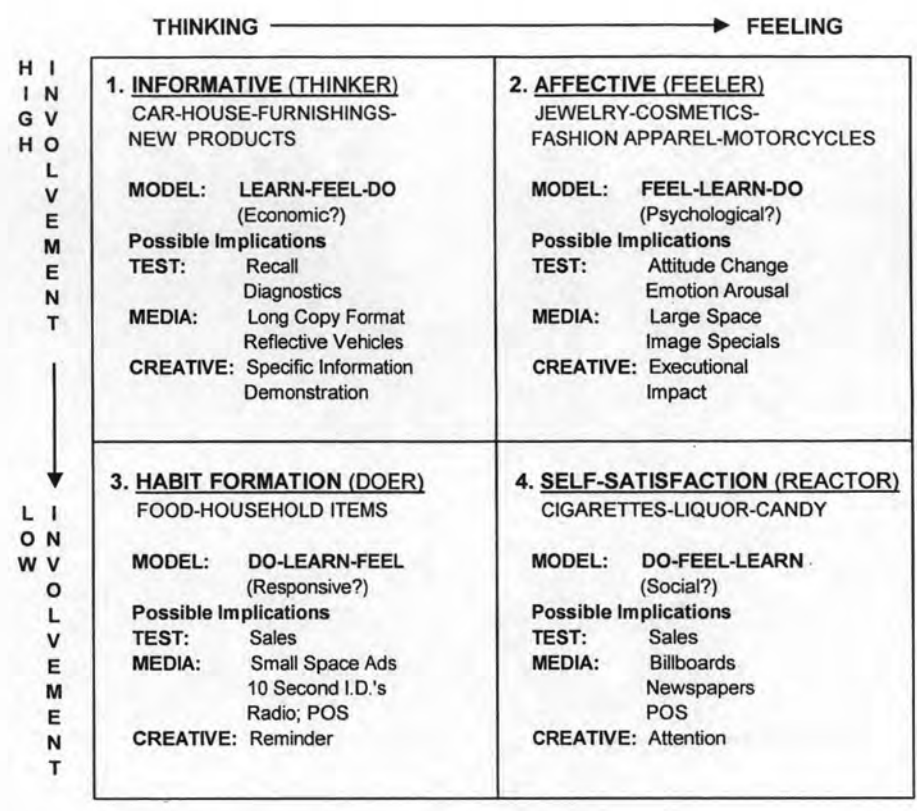 THINKING FEELING
HIGH INVOLVEMENT
1. INFORMATIVE (THINKER)
CAR-HOUSE-FURNISHINGS-
NEW PRODUCTS
MODEL: LEARN-FEEL-DO
(Economic?)
Possible Implications
TEST: Recall
Diagnostics
MEDIA: Long Copy Format
Reflective Vehicles
CREATIVE: Specific Information
Demonstration
2. AFFECTIVE (FEELER)
JEWELRY-COSMETICS-
FASHION APPAREL-MOTORCYCLES
MODEL: FEEL-LEARN-DO
(Psychological?)
Possible Implications
TEST: Attitude Change
Emotion Arousal
MEDIA: Large Space
Image Specials
CREATIVE: Executional
Impact
LOW INVOLVEMENT
3. HABIT FORMATION (DOER)
FOOD-HOUSEHOLD ITEMS
MODEL: DO-LEARN-FEEL
(Responsive?)
Possible Implications
TEST: Sales
MEDIA: Small Space Ads
10 Second I.D.'s
Radio; POS
CREATIVE: Reminder
4. SELF-SATISFACTION (REACTOR)
CIGARETTES-LIQUOR-CANDY
MODEL: DO-FEEL-LEARN
(Social?)
Possible Implications
TEST: Sales
MEDIA: Billboards
Newspapers
POS
CREATIVE: Attention